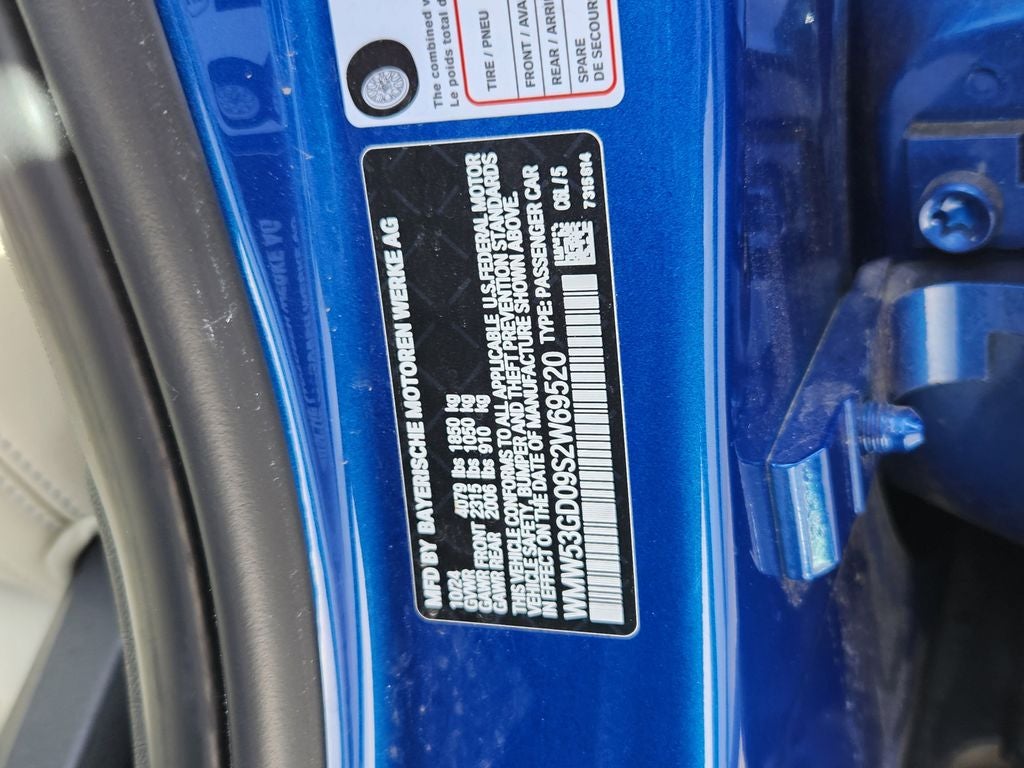 The combined
Le poids total
TIRE / PNEU
FRONT / AVA
REAR / ARRI
SPARE
DE SECOUR
MFD BY BAYERISCHE MOTOREN WERKE AG
10/24
GVWR 4079 lbs 1850 kg
GAWR FRONT 2315 lbs 1050 kg
GAWR REAR 2006 lbs 910 kg
THIS VEHICLE CONFORMS TO ALL APPLICABLE U.S.FEDERAL MOTOR
VEHICLE SAFETY, BUMPER AND THEFT PREVENTION STANDARDS
IN EFFECT ON THE DATE OF MANUFACTURE SHOWN ABOVE.
WMW53GD09S2W69520 TYPE: PASSENGER CAR
C6L / 5
7318614